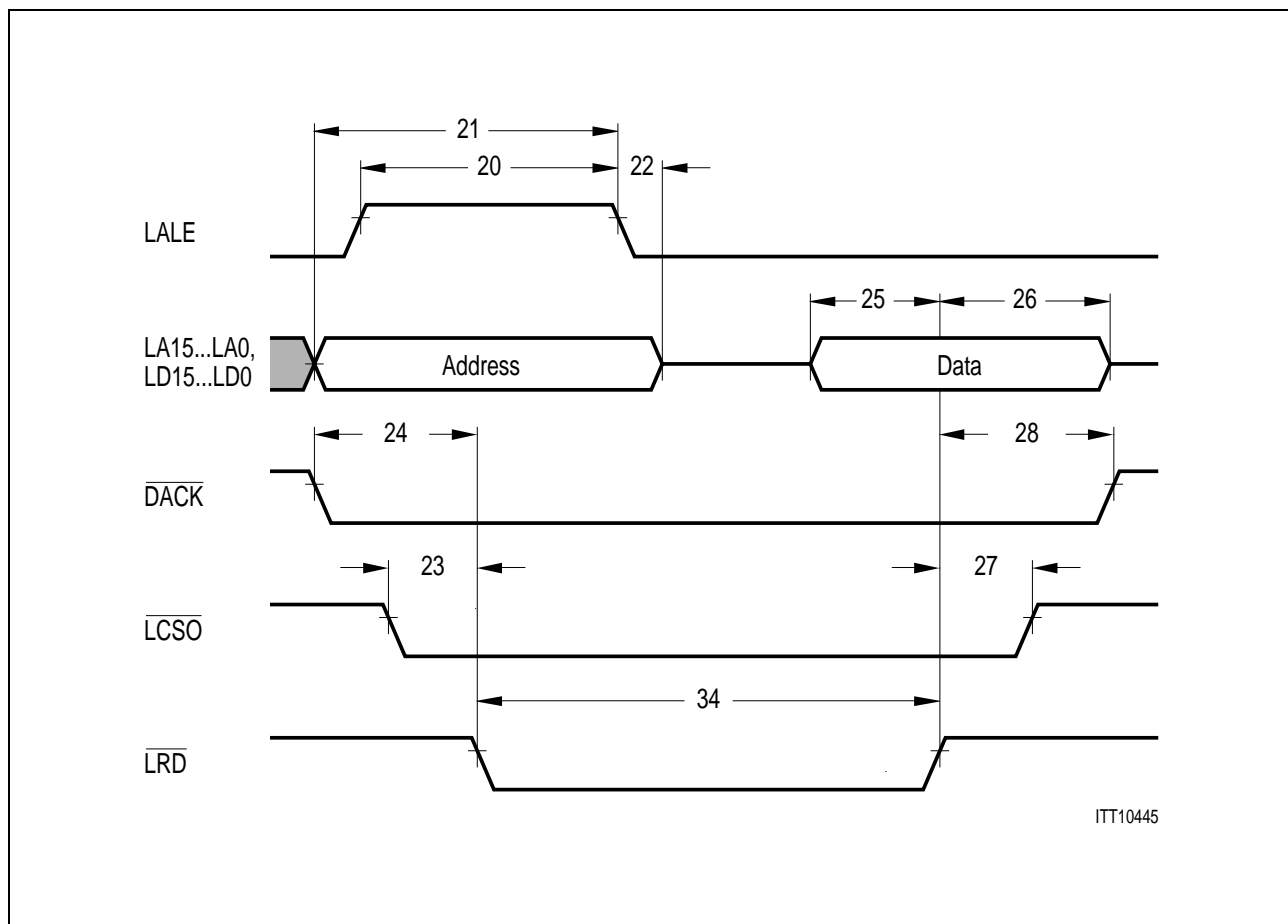 21
20
22
LALE
25
26
LA15...LA0,
LD15...LD0
Address
Data
24
28
DACK
23
27
LCSO
34
LRD
ITT10445